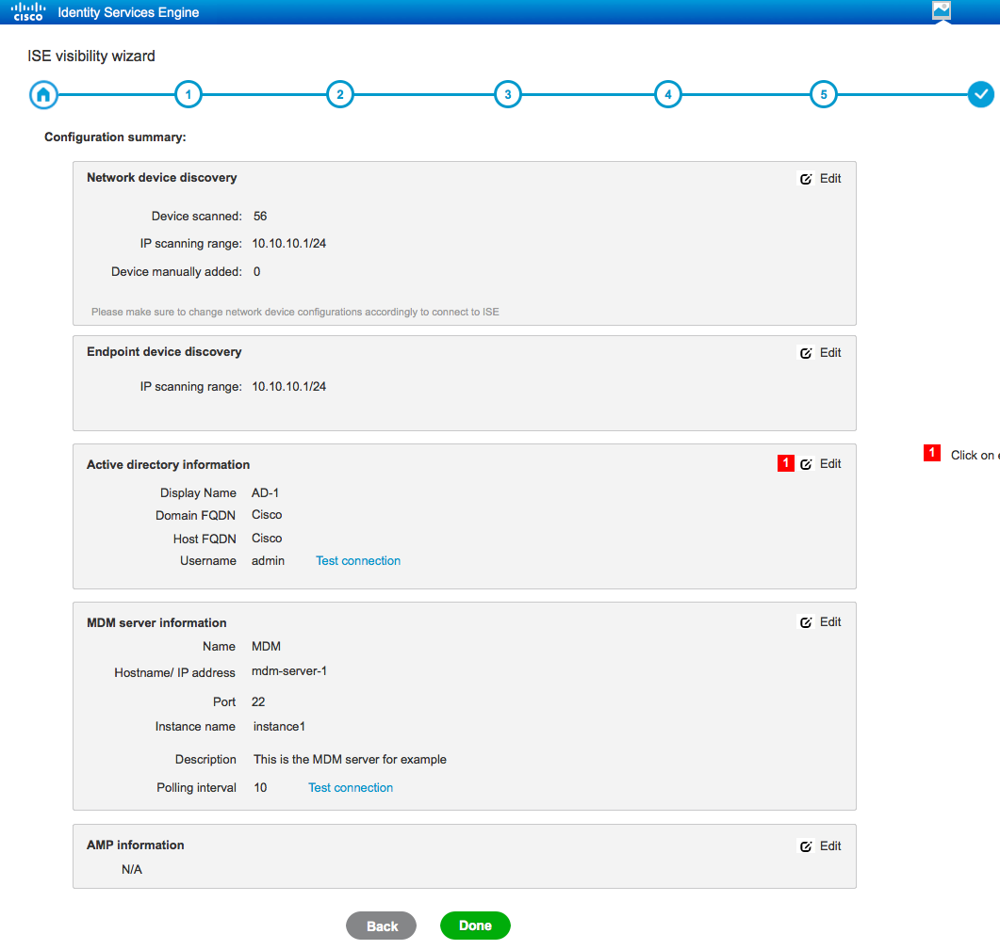 cisco Identity Services Engine
ISE visibility wizard
1 2 3 4 5
Configuration summary:
Network device discovery Edit
Device scanned: 56
IP scanning range: 10.10.10.1/24
Device manually added: 0
Please make sure to change network device configurations accordingly to connect to ISE
Endpoint device discovery Edit
IP scanning range: 10.10.10.1/24
Active directory information 1 Edit
1 Click on
Display Name AD-1
Domain FQDN Cisco
Host FQDN Cisco
Username admin Test connection
MDM server information Edit
Name MDM
Hostname/ IP address mdm-server-1
Port 22
Instance name instance1
Description This is the MDM server for example
Polling interval 10 Test connection
AMP information Edit
N/A
Back Done